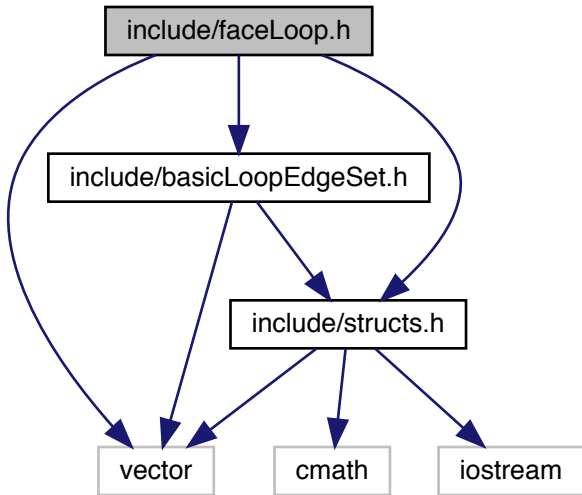 include/faceLoop.h
include/basicLoopEdgeSet.h
include/structs.h
vector
cmath
iostream